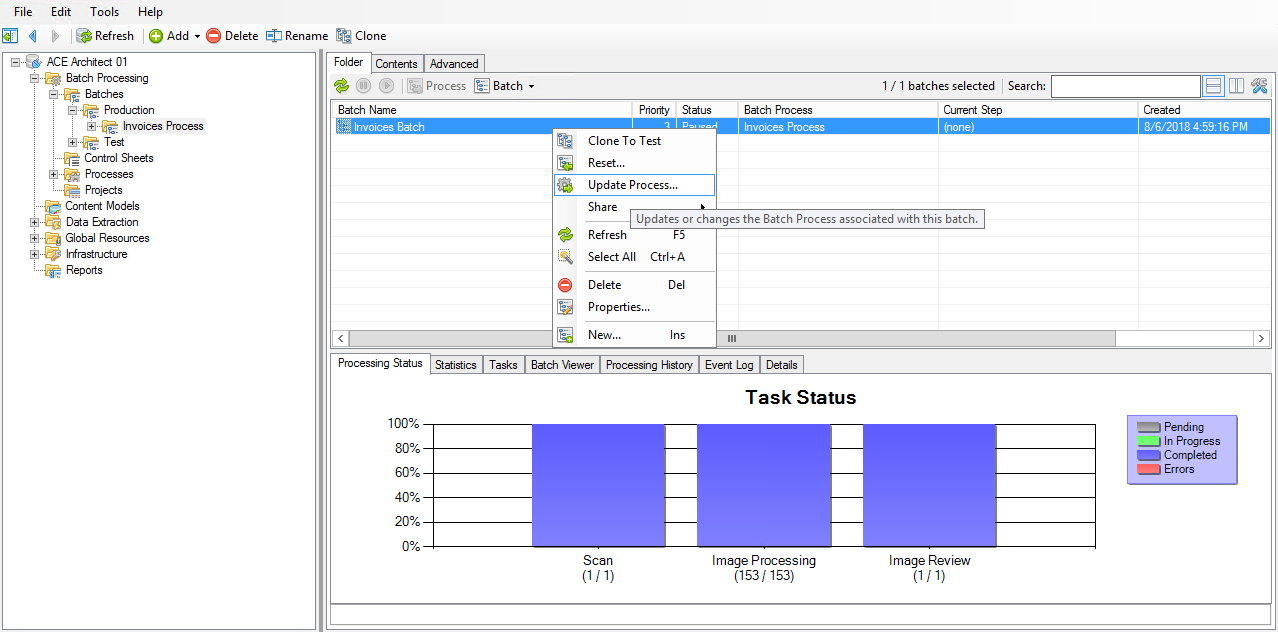 File Edit Tools Help
Refresh Add Delete Rename Clone
ACE Architect 01
Batch Processing
Batches
Production
Invoices Process
Test
Control Sheets
Processes
Projects
Content Models
Data Extraction
Global Resources
Infrastructure
Reports
Folder Contents Advanced
Process Batch 1 / 1 batches selected Search:
Batch Name Priority Status Batch Process Current Step Created
Invoices Batch 3 Paused Invoices Process (none) 8/6/2018 4:59:16 PM
Clone To Test
Reset...
Update Process...
Share
Updates or changes the Batch Process associated with this batch.
Refresh F5
Select All Ctrl+A
Delete Del
Properties...
New... Ins
Processing Status Statistics Tasks Batch Viewer Processing History Event Log Details
Task Status
100%
80%
60%
40%
20%
0%
Scan Image Processing Image Review
(1 / 1) (153 / 153) (1 / 1)
Pending
In Progress
Completed
Errors